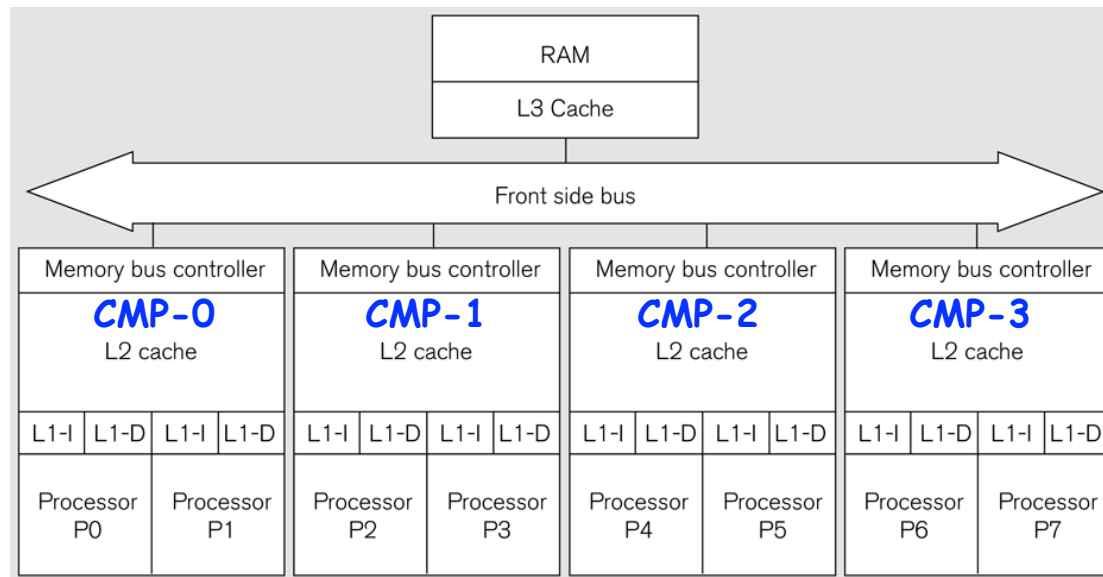 RAM
L3 Cache
Front side bus
Memory bus controller
CMP-0
L2 cache
L1-I L1-D L1-I L1-D
Processor P0
Processor P1
Memory bus controller
CMP-1
L2 cache
L1-I L1-D L1-I L1-D
Processor P2
Processor P3
Memory bus controller
CMP-2
L2 cache
L1-I L1-D L1-I L1-D
Processor P4
Processor P5
Memory bus controller
CMP-3
L2 cache
L1-I L1-D L1-I L1-D
Processor P6
Processor P7